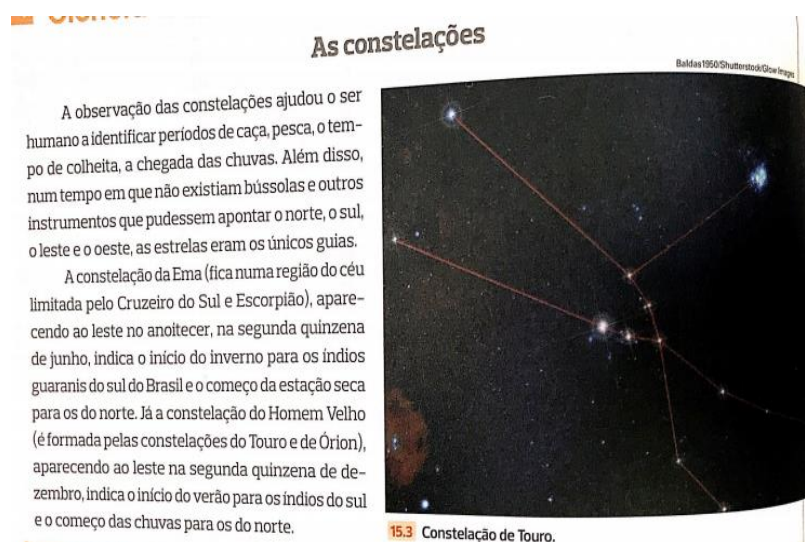 As constelações
Baldas1950/Shutterstock/Glow Images
A observação das constelações ajudou o ser
humano a identificar períodos de caça, pesca, o tem-
po de colheita, a chegada das chuvas. Além disso,
num tempo em que não existiam bússolas e outros
instrumentos que pudessem apontar o norte, o sul,
o leste e o oeste, as estrelas eram os únicos guias.
A constelação da Ema (fica numa região do céu
limitada pelo Cruzeiro do Sul e Escorpião), apare-
cendo ao leste no anoitecer, na segunda quinzena
de junho, indica o início do inverno para os índios
guaranis do sul do Brasil e o começo da estação seca
para os do norte. Já a constelação do Homem Velho
(é formada pelas constelações do Touro e de Órion),
aparecendo ao leste na segunda quinzena de de-
zembro, indica o início do verão para os índios do sul
e o começo das chuvas para os do norte.
15.3 Constelação de Touro.